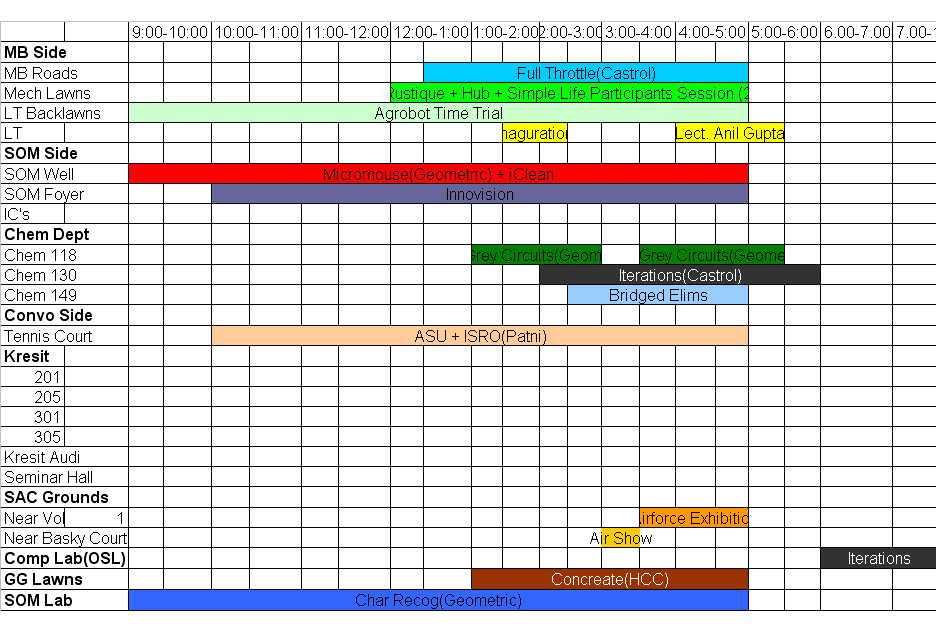 9:00-10:00 10:00-11:00 11:00-12:00 12:00-1:00 1:00-2:00 2:00-3:00 3:00-4:00 4:00-5:00 5:00-6:00 6.00-7.00 7.00-1
MB Side
MB Roads Full Throttle(Castrol)
Mech Lawns Rustique + Hub + Simple Life Participants Session (2
LT Backlawns Agrobot Time Trial
LT naguration Lect. Anil Gupta
SOM Side
SOM Well Micromouse(Geometric) + iClean
SOM Foyer Innovision
IC's
Chem Dept
Chem 118 Grey Circuits(Geom Grey Circuits(Geome
Chem 130 Iterations(Castrol)
Chem 149 Bridged Elims
Convo Side
Tennis Court ASU + ISRO(Patni)
Kresit
201
205
301
305
Kresit Audi
Seminar Hall
SAC Grounds
Near Vol 1 Airforce Exhibitio
Near Basky Court Air Show
Comp Lab(OSL) Iterations
GG Lawns Concreate(HCC)
SOM Lab Char Recog(Geometric)